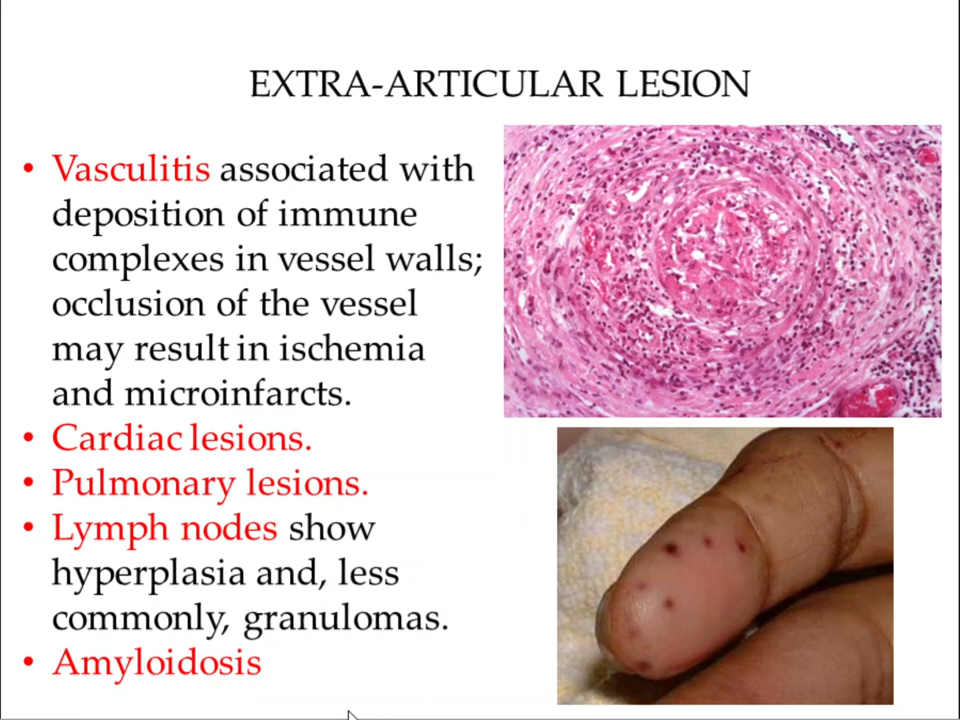 EXTRA-ARTICULAR LESION
• Vasculitis associated with
deposition of immune
complexes in vessel walls;
occlusion of the vessel
may result in ischemia
and microinfarcts.
• Cardiac lesions.
• Pulmonary lesions.
• Lymph nodes show
hyperplasia and, less
commonly, granulomas.
• Amyloidosis